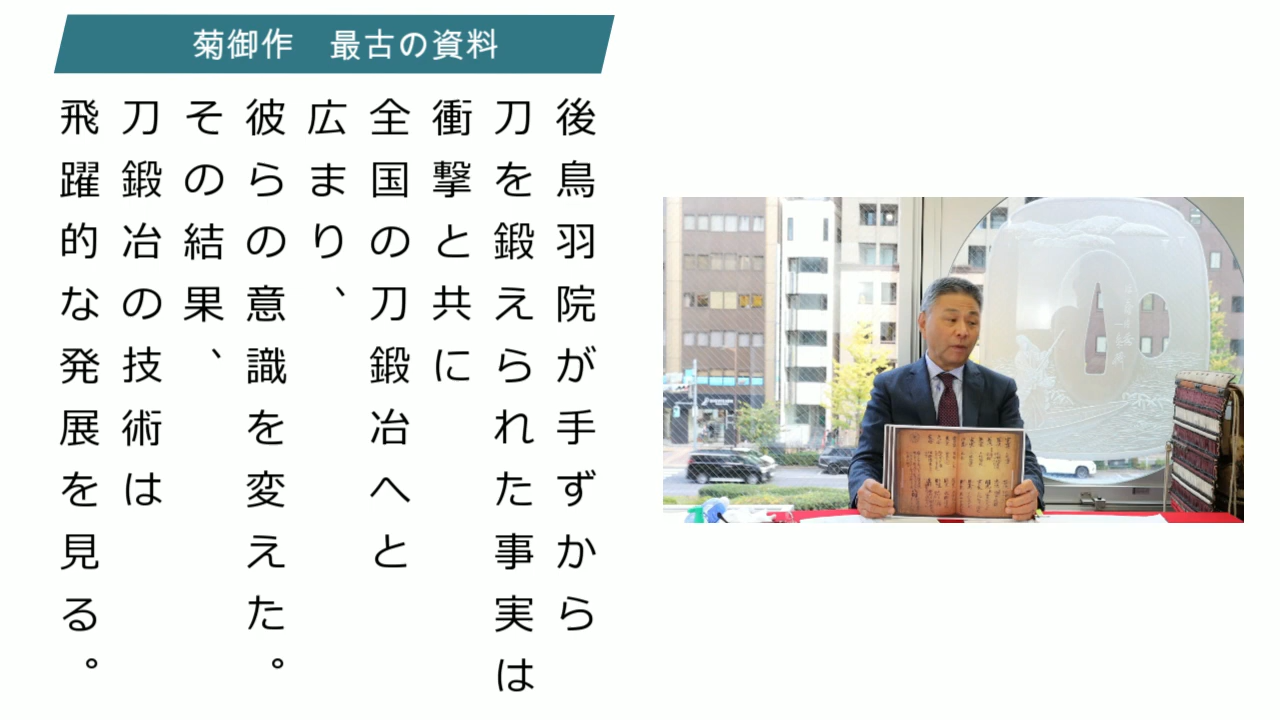 菊御作　最古の資料
後鳥羽院が手ずから
刀を鍛えられた事実は
衝撃と共に
全国の刀鍛冶へと
広まり、
彼らの意識を変えた。
その結果、
刀鍛冶の技術は
飛躍的な発展を見る。